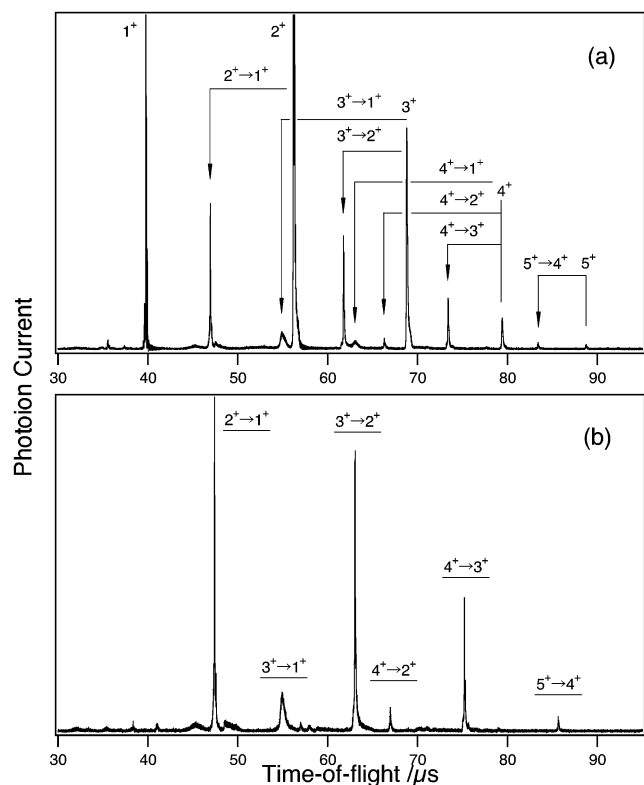 1⁺
2⁺
(a)
2⁺→1⁺
3⁺→1⁺
3⁺
3⁺→2⁺
4⁺→1⁺
4⁺
4⁺→2⁺
4⁺→3⁺
5⁺→4⁺ 5⁺
30 40 50 60 70 80 90
Photoion Current
2⁺→1⁺
3⁺→2⁺
(b)
4⁺→3⁺
3⁺→1⁺
4⁺→2⁺
5⁺→4⁺
30 40 50 60 70 80 90
Time-of-flight /μs